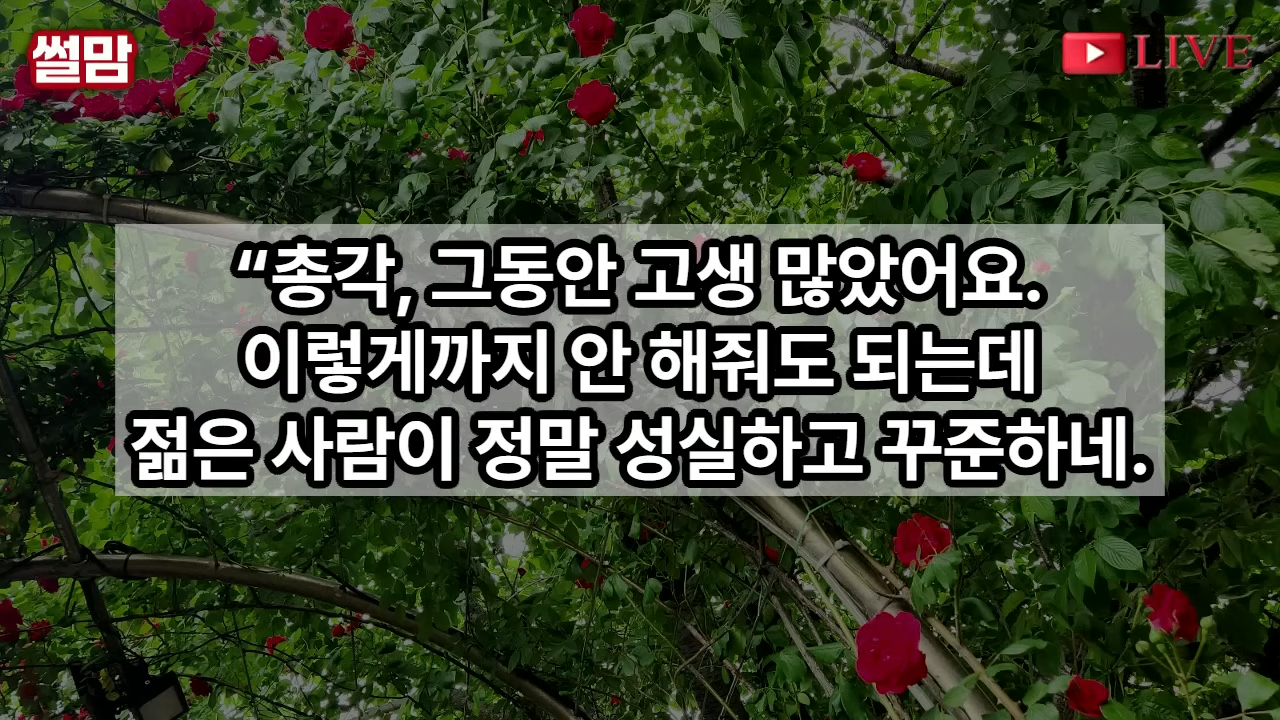 썰맘
LIVE
“총각, 그동안 고생 많았어요.
이렇게까지 안 해줘도 되는데
젊은 사람이 정말 성실하고 꾸준하네.